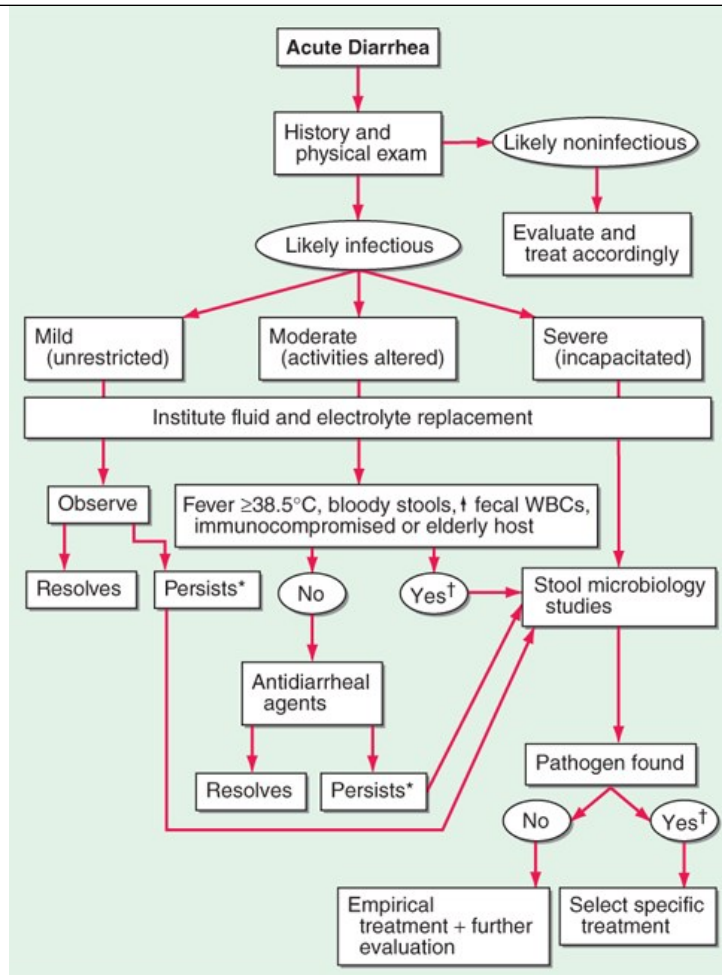 Acute Diarrhea
History and
physical exam
Likely noninfectious
Likely infectious
Evaluate and
treat accordingly
Mild
(unrestricted)
Moderate
(activities altered)
Severe
(incapacitated)
Institute fluid and electrolyte replacement
Observe
Fever ≥38.5°C, bloody stools, ↑ fecal WBCs,
immunocompromised or elderly host
Resolves
Persists*
No
Yes†
Stool microbiology
studies
Antidiarrheal
agents
Resolves
Persists*
Pathogen found
No
Yes†
Empirical
treatment + further
evaluation
Select specific
treatment